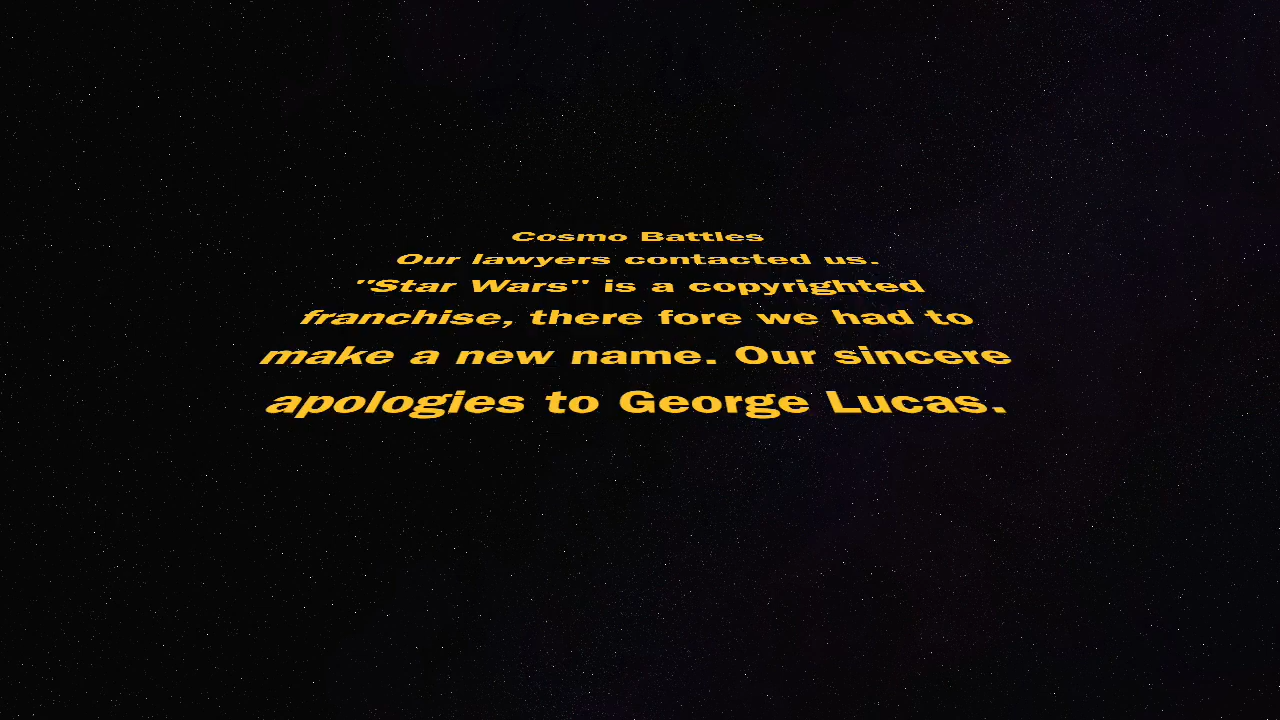 Cosmo Battles
Our lawyers contacted us.
"Star Wars" is a copyrighted
franchise, there fore we had to
make a new name. Our sincere
apologies to George Lucas.